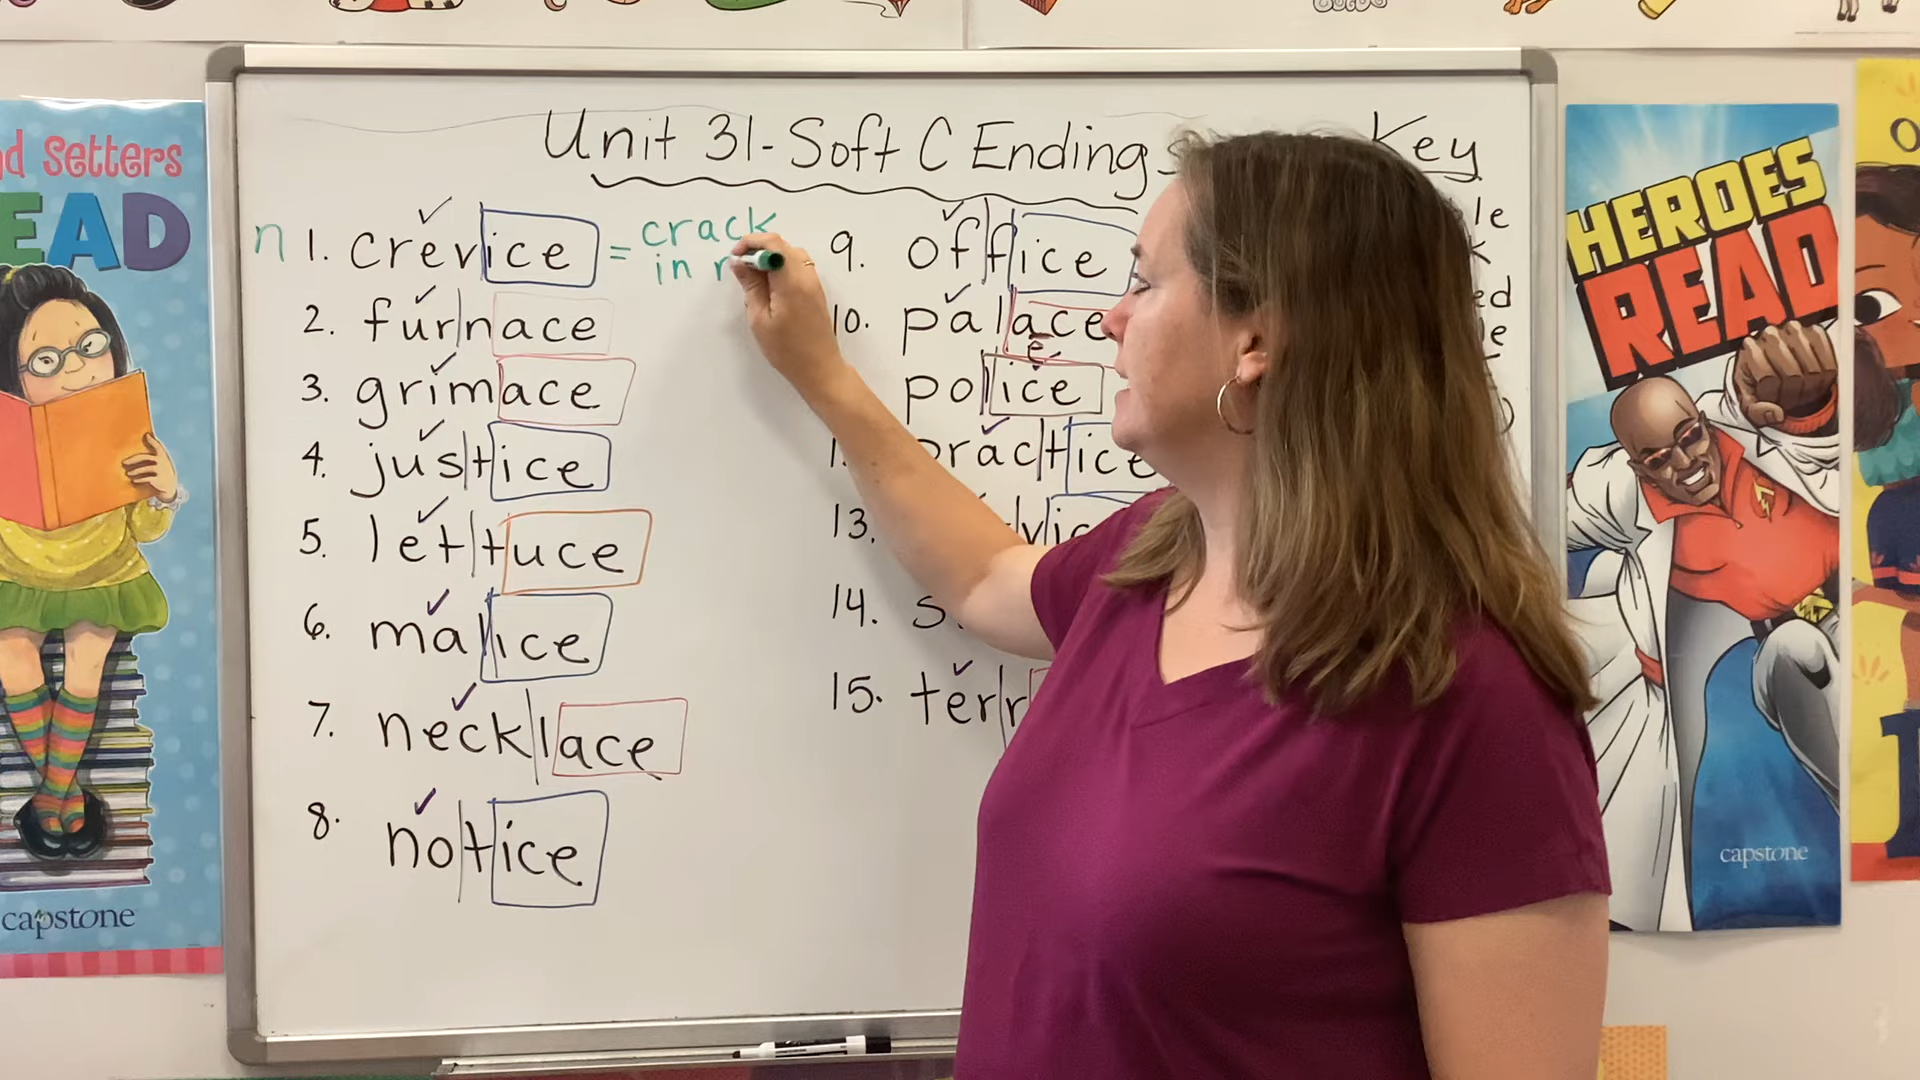 Unit 31-Soft C Endings
Key
n 1. crevice = crack
in r
2. furnace
3. grimace
4. justice
5. lettuce
6. malice
7. necklace
8. notice
9. office
10. palace
e
police
practice
13.
14. s
15. terr
nd Setters
EAD
capstone
HEROES
READ
capstone